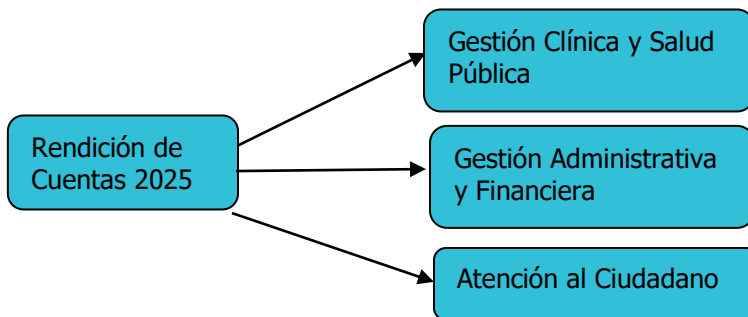 Gestión Clínica y Salud
Pública
Rendición de
Cuentas 2025
Gestión Administrativa
y Financiera
Atención al Ciudadano